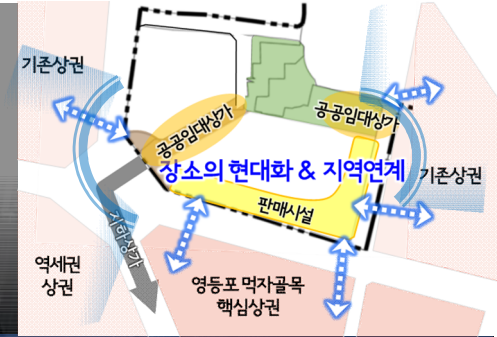 기존상권
공공임대상가
공공임대상가
장소의 현대화 & 지역연계
기존상권
판매시설
지하상가
역세권
상권
영등포 먹자골목
핵심상권